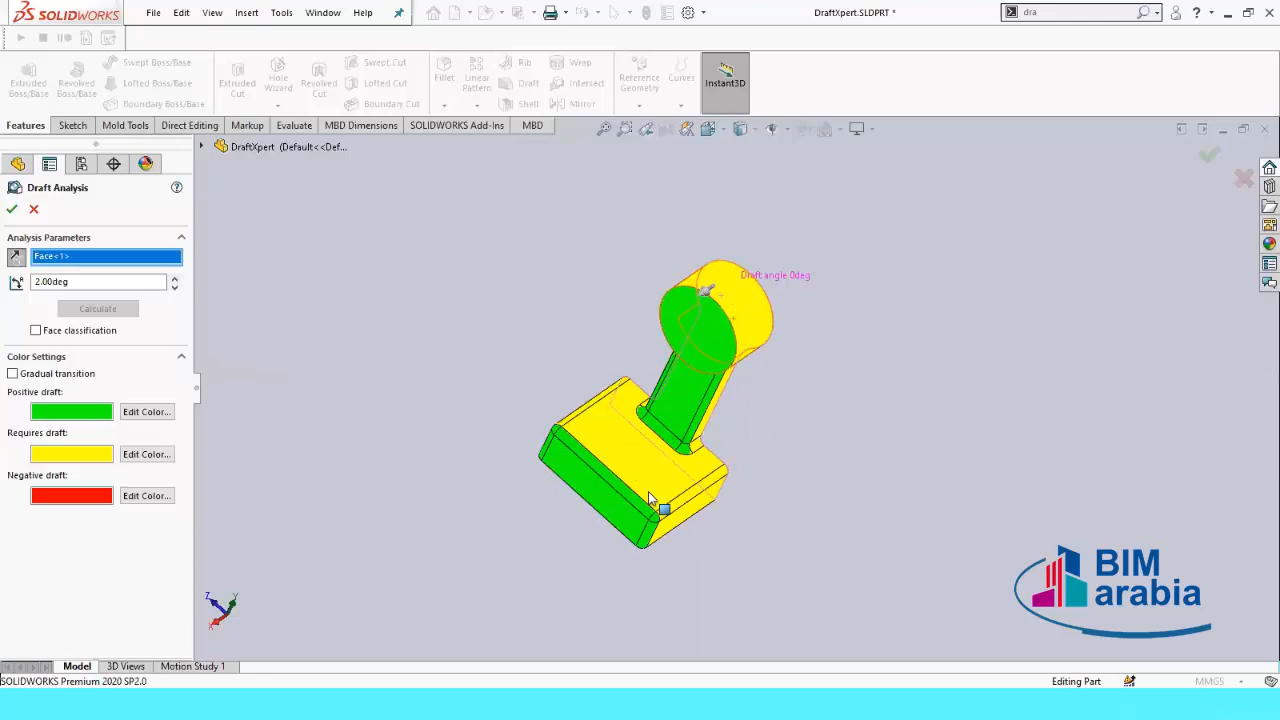 SOLIDWORKS
File Edit View Insert Tools Window Help
DraftXpert.SLDPRT *
dra
Extruded Boss/Base
Revolved Boss/Base
Swept Boss/Base
Lofted Boss/Base
Boundary Boss/Base
Extruded Cut
Hole Wizard
Revolved Cut
Swept Cut
Lofted Cut
Boundary Cut
Fillet
Linear Pattern
Rib
Draft
Shell
Wrap
Intersect
Mirror
Reference Geometry
Curves
Instant3D
Features Sketch Mold Tools Direct Editing Markup Evaluate MBD Dimensions SOLIDWORKS Add-Ins MBD
DraftXpert (Default<<Def...
Draft Analysis
Analysis Parameters
Face<1>
2.00deg
Calculate
Face classification
Color Settings
Gradual transition
Positive draft:
Edit Color...
Requires draft:
Edit Color...
Negative draft:
Edit Color...
Draft angle 0deg
Z Y X
BIM
arabia
Model 3D Views Motion Study 1
SOLIDWORKS Premium 2020 SP2.0
Editing Part
MMGS